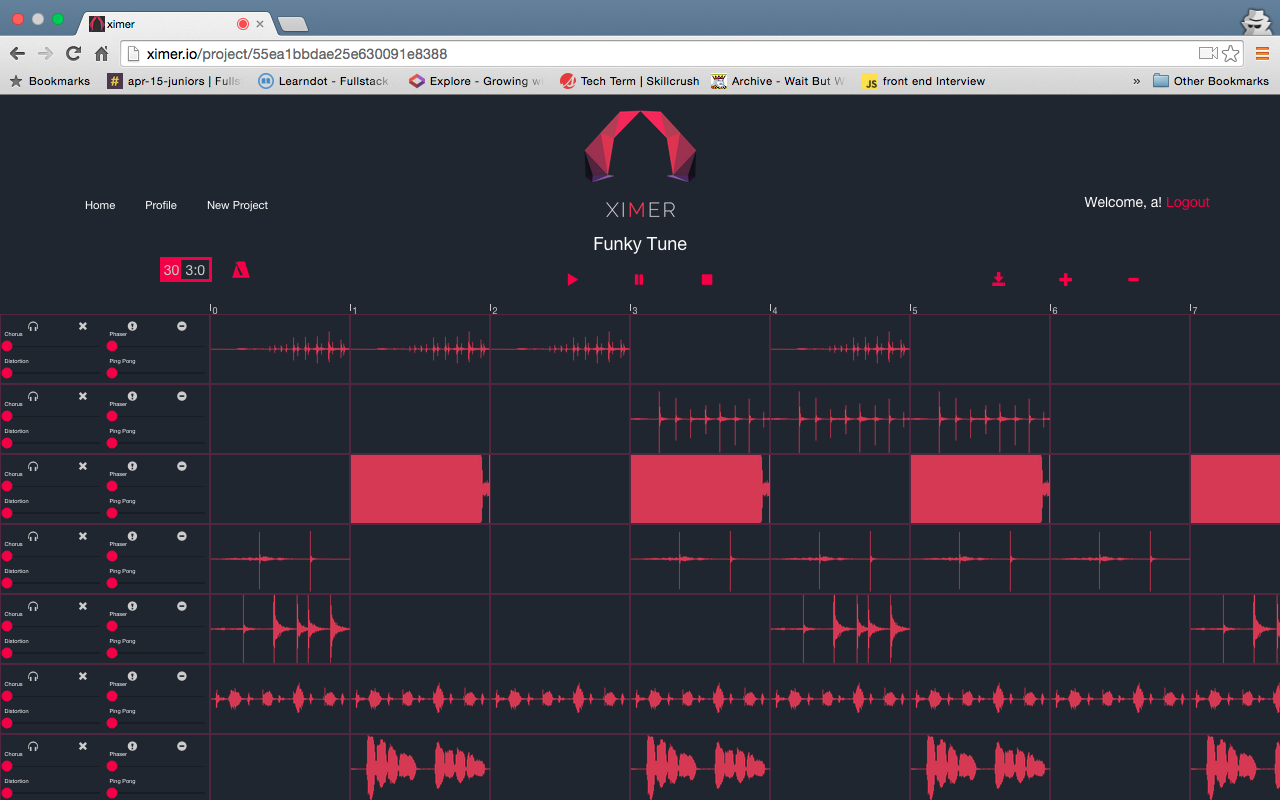 ximer
ximer.io/project/55ea1bbdae25e630091e8388
Bookmarks
# apr-15-juniors | Fulls
Learndot - Fullstack
Explore - Growing w
Tech Term | Skillcrush
Archive - Wait But W
JS front end Interview
» Other Bookmarks
XIMER
Home Profile New Project
Welcome, a! Logout
Funky Tune
30 3:0
0 1 2 3 4 5 6 7
Chorus Phaser
Distortion Ping Pong
Chorus Phaser
Distortion Ping Pong
Chorus Phaser
Distortion Ping Pong
Chorus Phaser
Distortion Ping Pong
Chorus Phaser
Distortion Ping Pong
Chorus Phaser
Distortion Ping Pong
Chorus Phaser
Distortion Ping Pong